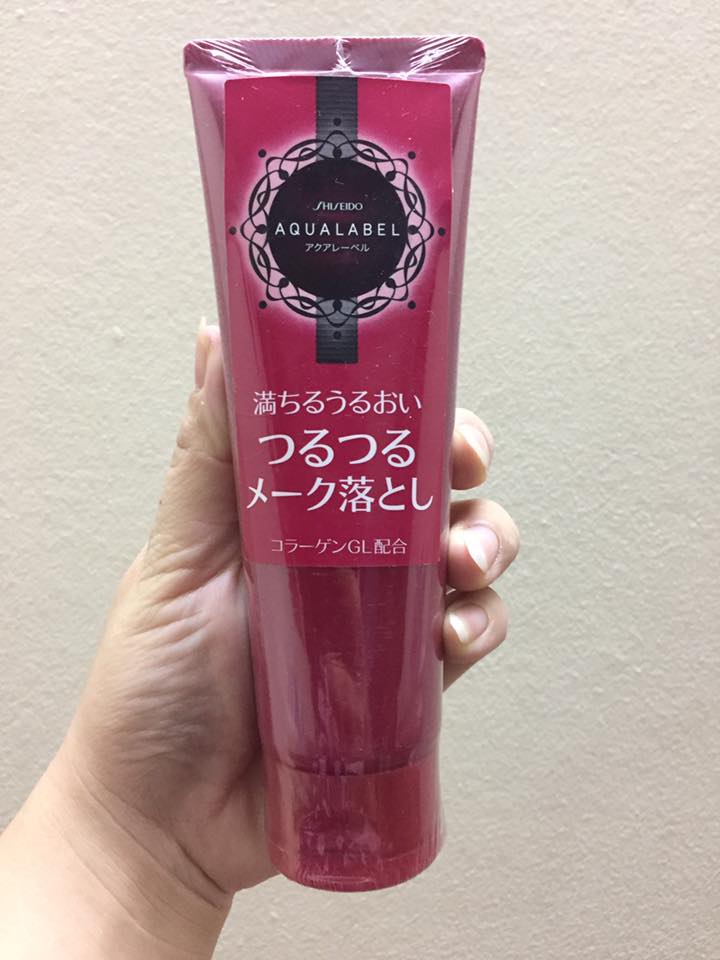 SHISEIDO
AQUALABEL
アクアレーベル
満ちるうるおい
つるつる
メーク落とし
コラーゲンGL配合